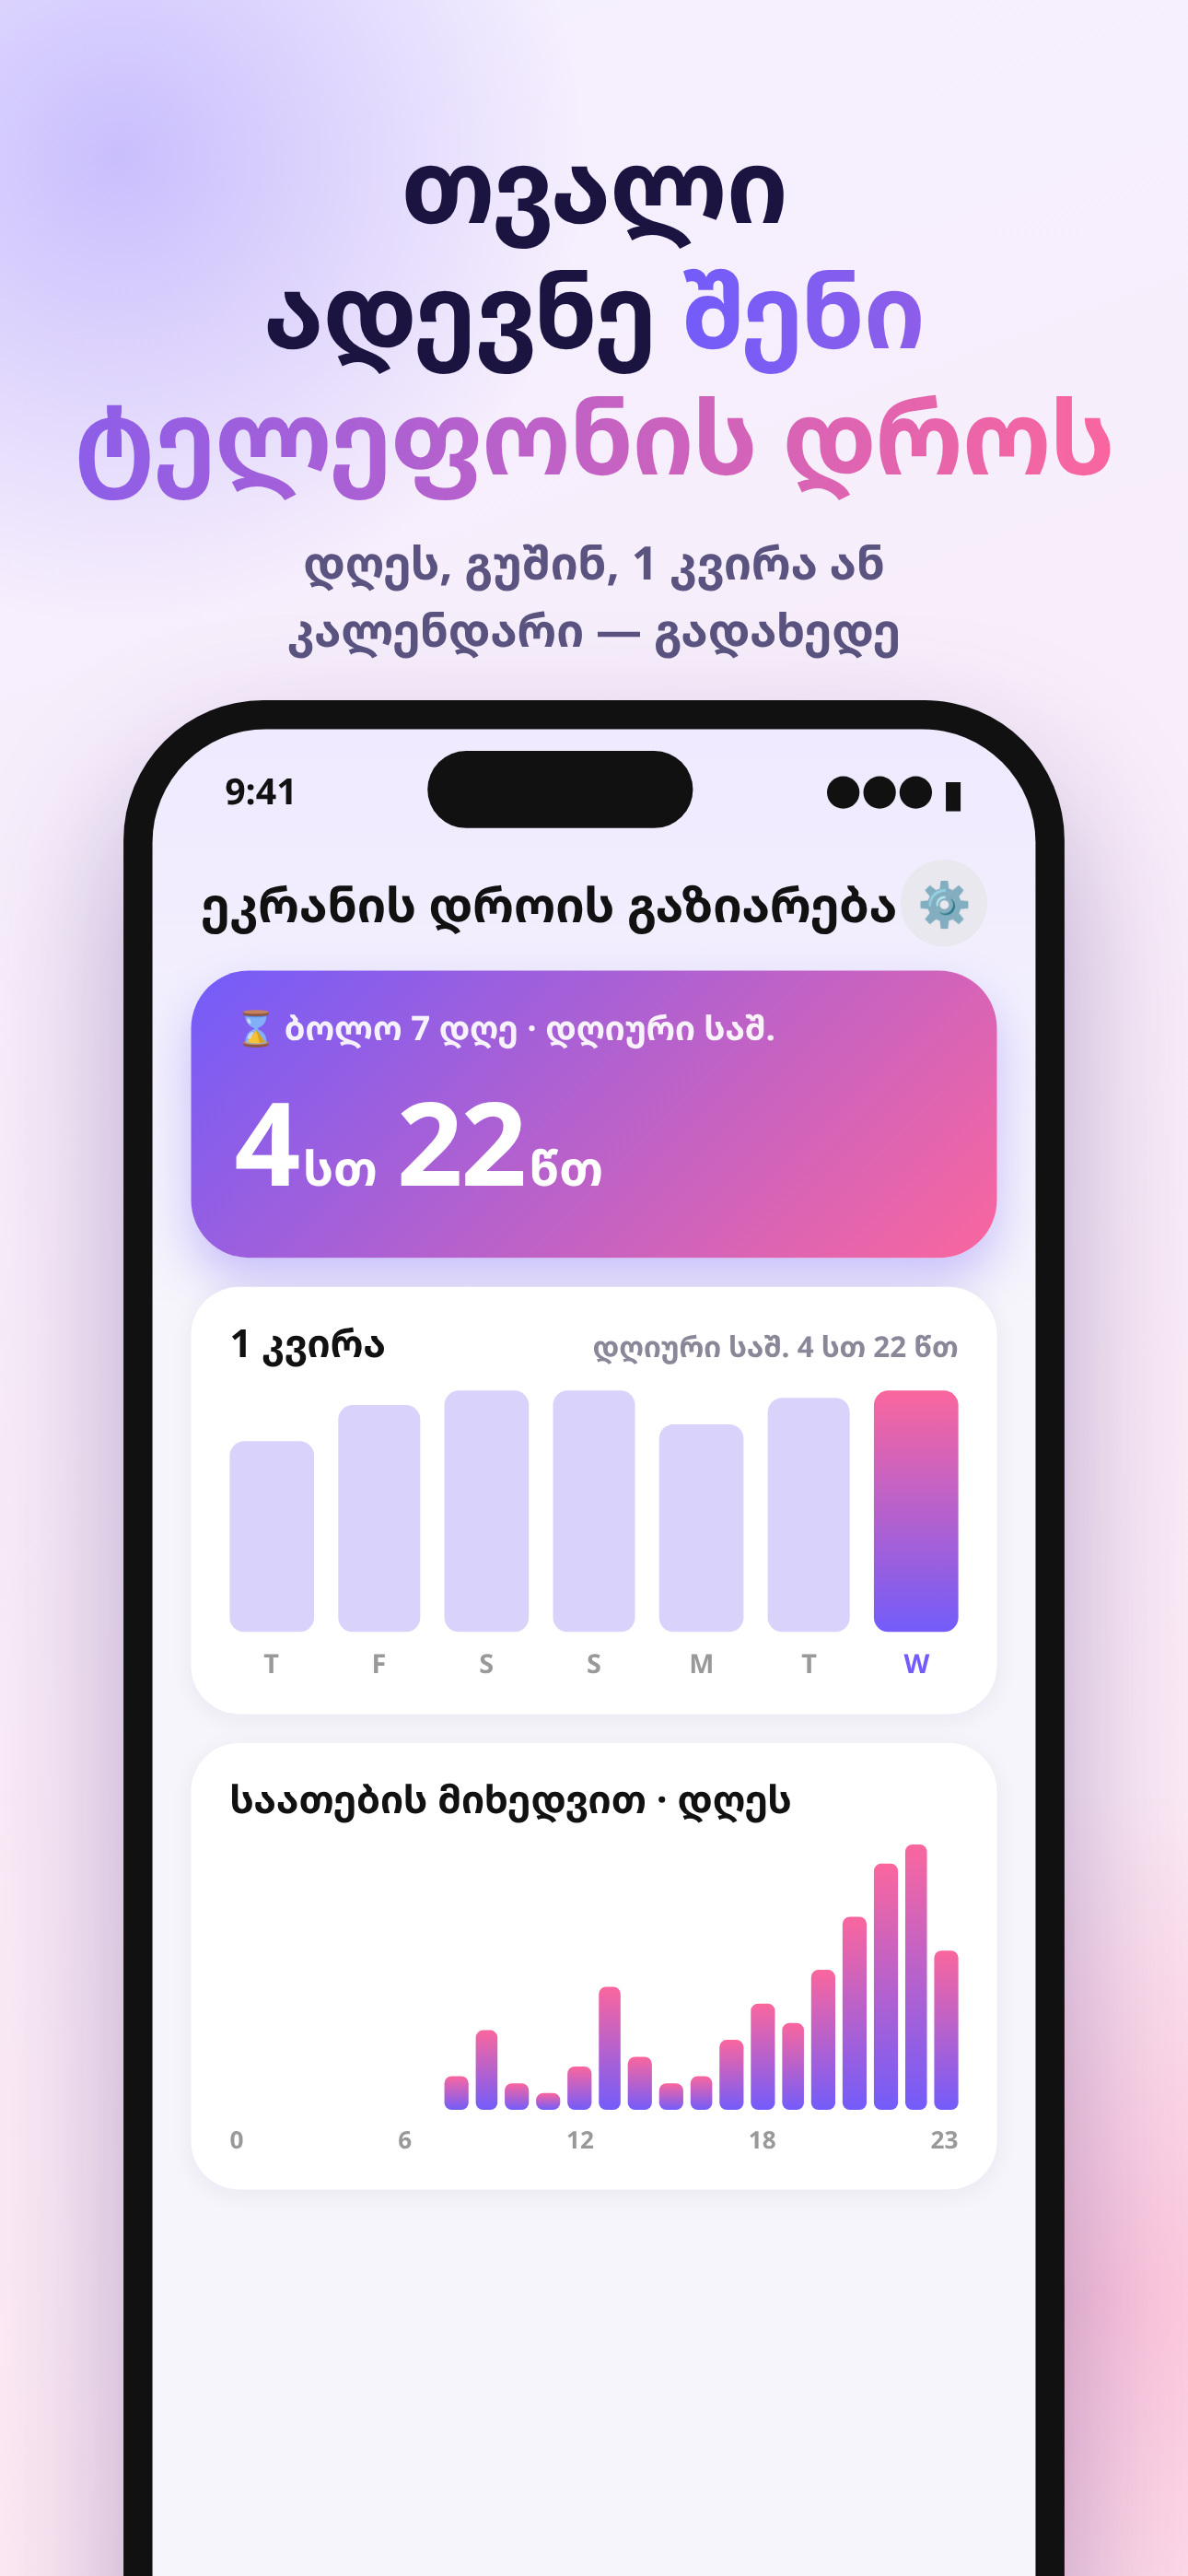 თვალი
ადევნე შენი
ტელეფონის დროს
დღეს, გუშინ, 1 კვირა ან
კალენდარი — გადახედე
9:41
ეკრანის დროის გაზიარება
⌛ ბოლო 7 დღე · დღიური საშ.
4სთ 22წთ
1 კვირა
დღიური საშ. 4 სთ 22 წთ
T F S S M T W
საათების მიხედვით · დღეს
0 6 12 18 23